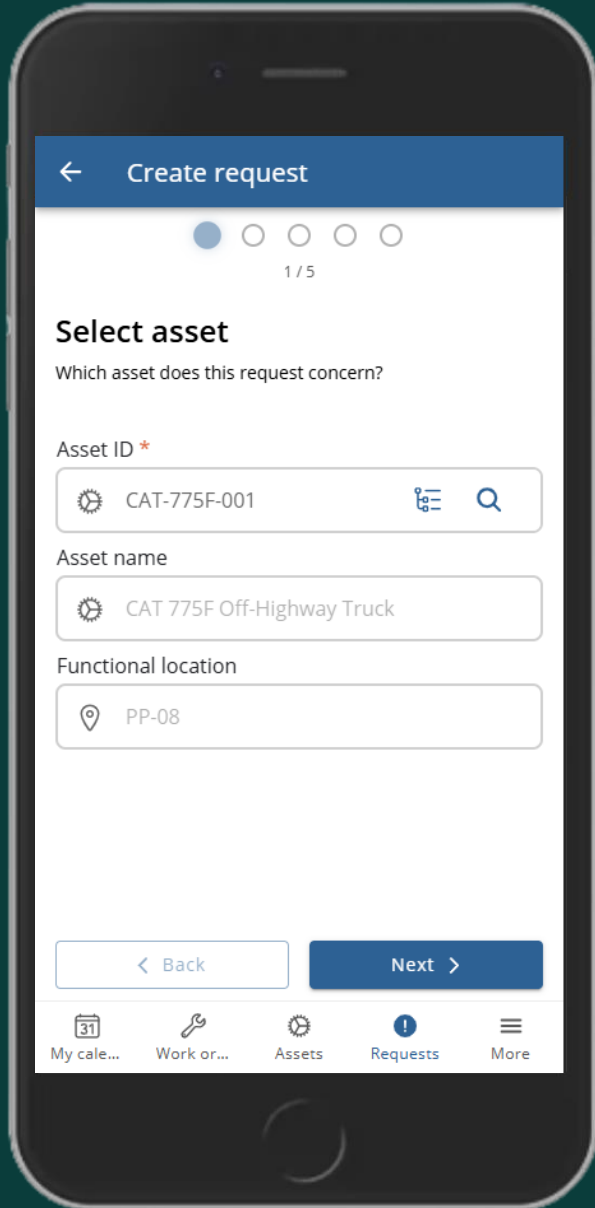 Create request
1 / 5
Select asset
Which asset does this request concern?
Asset ID *
CAT-775F-001
Asset name
CAT 775F Off-Highway Truck
Functional location
PP-08
Back
Next
31
My cale...
Work or...
Assets
Requests
More